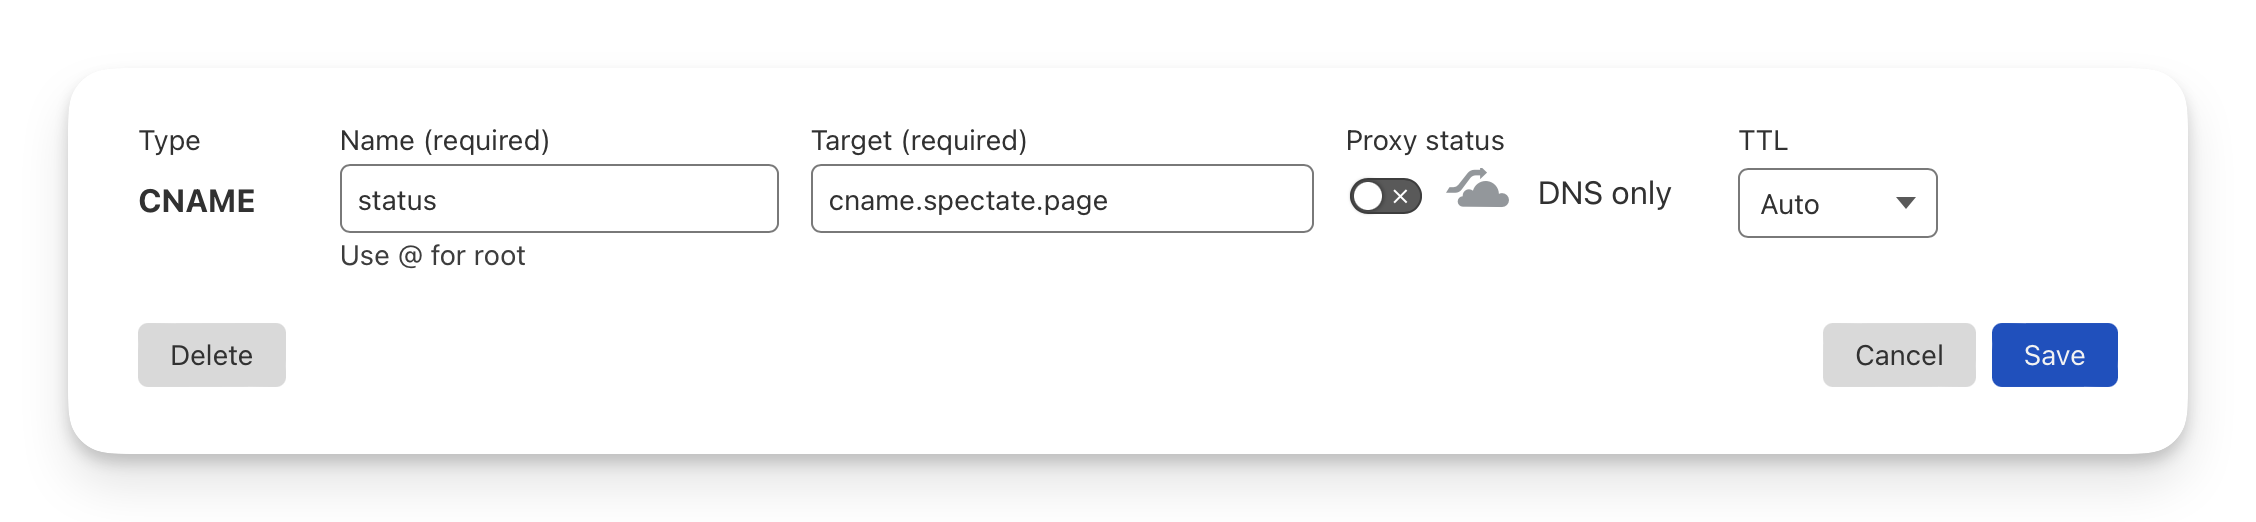 Type
Name (required)
Target (required)
Proxy status
TTL
CNAME
status
cname.spectate.page
DNS only
Auto
Use @ for root
Delete
Cancel
Save